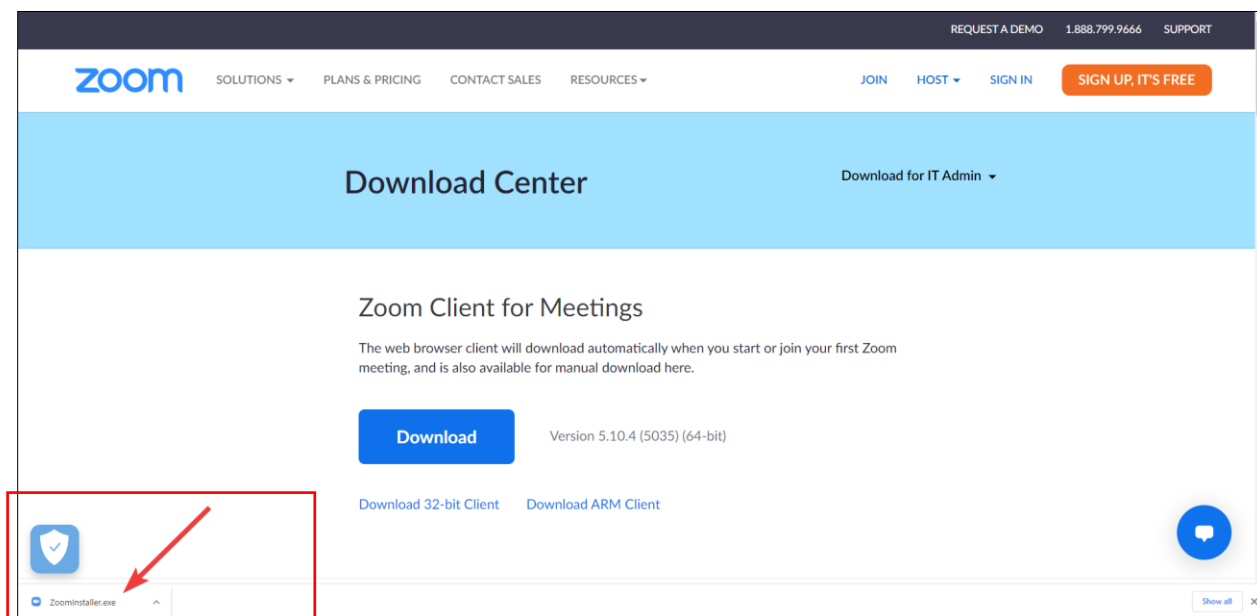 REQUEST A DEMO 1.888.799.9666 SUPPORT
zoom SOLUTIONS PLANS & PRICING CONTACT SALES RESOURCES JOIN HOST SIGN IN SIGN UP, IT'S FREE
Download Center Download for IT Admin
Zoom Client for Meetings
The web browser client will download automatically when you start or join your first Zoom
meeting, and is also available for manual download here.
Download Version 5.10.4 (5035) (64-bit)
Download 32-bit Client Download ARM Client
Zoominstaller.exe Show all